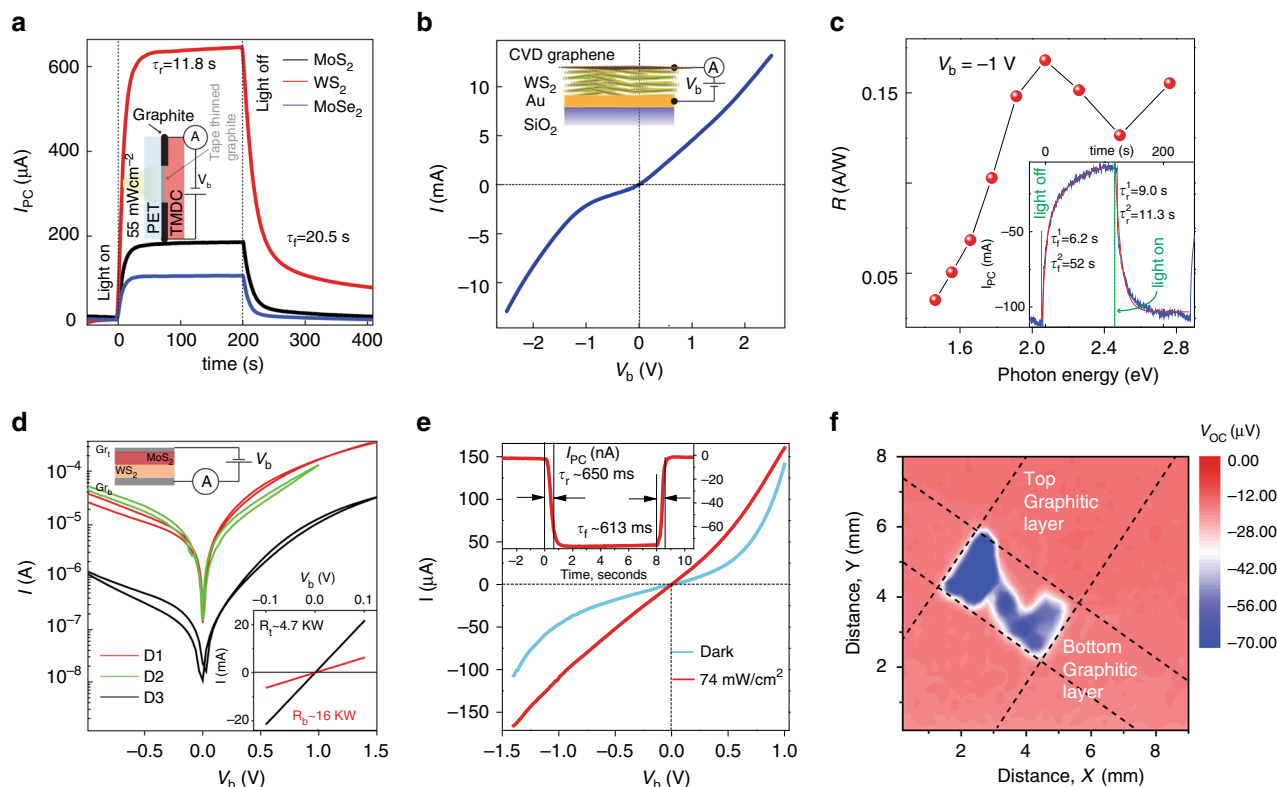 a
I_PC (μA)
600
400
200
0
0
100
200
300
400
time (s)
τ_r=11.8 s
τ_f=20.5 s
Light on
Light off
MoS₂
WS₂
MoSe₂
Graphite
Tape thinned
graphite
55 mWcm⁻²
PET
TMDC
A
V_b
b
I (mA)
10
5
0
−5
−10
−2
−1
0
1
2
V_b (V)
CVD graphene
WS₂
Au
SiO₂
A
V_b
c
R (A/W)
0.15
0.1
0.05
V_b = −1 V
1.6
2.0
2.4
2.8
Photon energy (eV)
0
time (s)
200
light off
light on
τ_r¹=9.0 s
τ_r²=11.3 s
τ_f¹=6.2 s
τ_f²=52 s
I_PC (mA)
−50
−100
d
I (A)
10⁻⁴
10⁻⁵
10⁻⁶
10⁻⁷
10⁻⁸
−0.5
0.0
0.5
1.0
1.5
V_b (V)
Gr_t
MoS₂
WS₂
Gr_b
A
V_b
D1
D2
D3
V_b (V)
−0.1
0.0
0.1
R_t~4.7 KW
R_b~16 KW
I (mA)
20
0
−20
e
I (μA)
150
100
50
0
−50
−100
−150
−1.5
−1.0
−0.5
0.0
0.5
1.0
V_b (V)
I_PC (nA)
τ_r~650 ms
τ_f~613 ms
0
−20
−40
−60
−2
0
2
4
6
8
10
Time, seconds
Dark
74 mW/cm²
f
V_OC (μV)
0.00
−14.00
−28.00
−42.00
−56.00
−70.00
Distance, Y (mm)
8
6
4
2
2
4
6
8
Distance, X (mm)
Top
Graphitic
layer
Bottom
Graphitic
layer